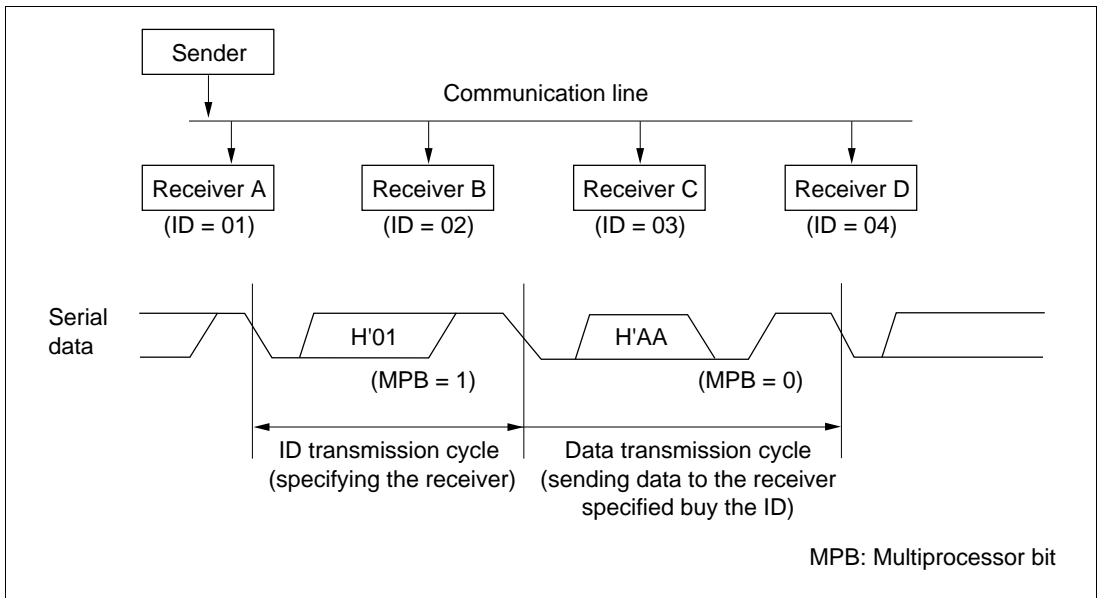 Sender
Communication line
Receiver A
Receiver B
Receiver C
Receiver D
(ID = 01)
(ID = 02)
(ID = 03)
(ID = 04)
Serial
data
H'01
H'AA
(MPB = 1)
(MPB = 0)
ID transmission cycle
(specifying the receiver)
Data transmission cycle
(sending data to the receiver
specified buy the ID)
MPB: Multiprocessor bit